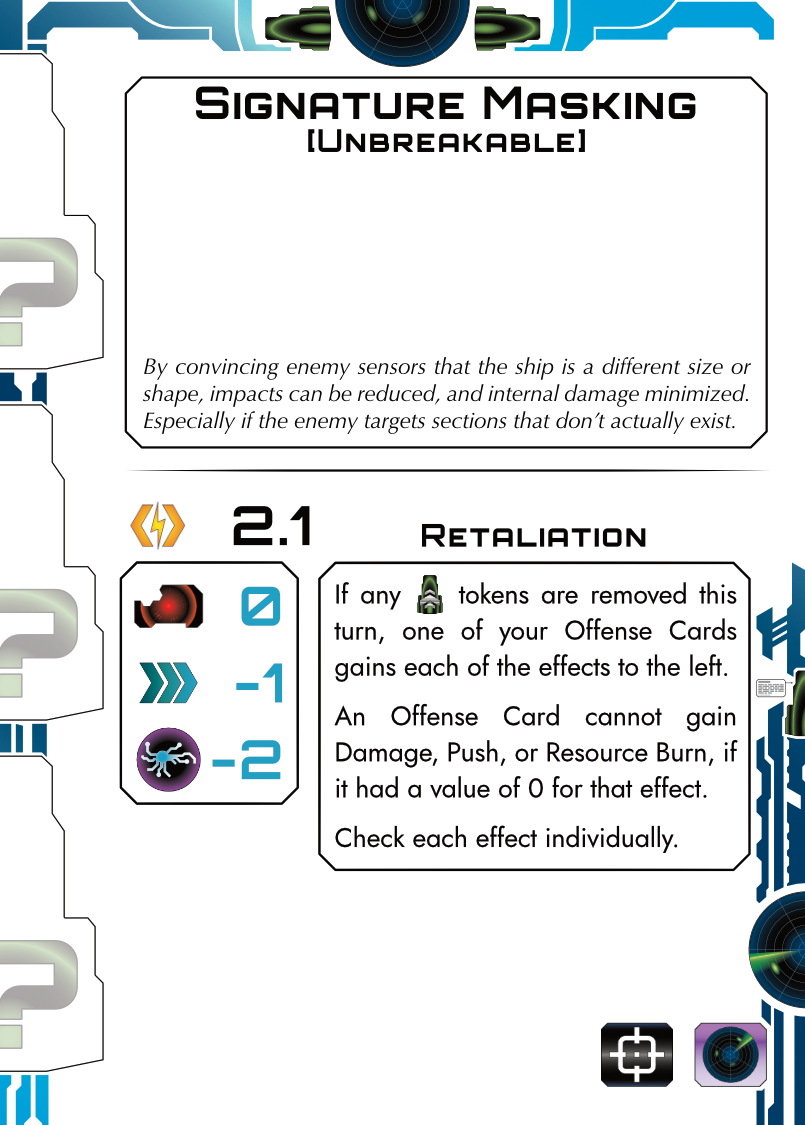 Signature Masking
[Unbreakable]
By convincing enemy sensors that the ship is a different size or
shape, impacts can be reduced, and internal damage minimized.
Especially if the enemy targets sections that don't actually exist.
2.1
Retaliation
0
-1
-2
If any tokens are removed this
turn, one of your Offense Cards
gains each of the effects to the left.
An Offense Card cannot gain
Damage, Push, or Resource Burn, if
it had a value of 0 for that effect.
Check each effect individually.
?
?
?